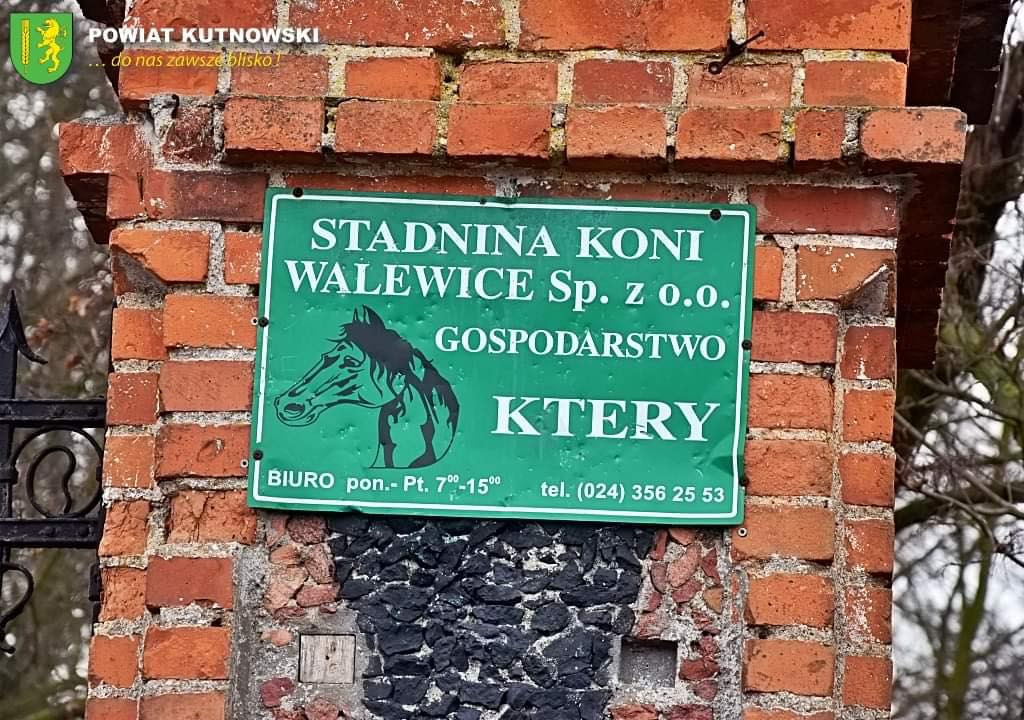 POWIAT KUTNOWSKI
... do nas zawsze blisko!
STADNINA KONI
WALEWICE Sp. z o.o.
GOSPODARSTWO
KTERY
BIURO pon.- Pt. 7⁰⁰-15⁰⁰ tel. (024) 356 25 53